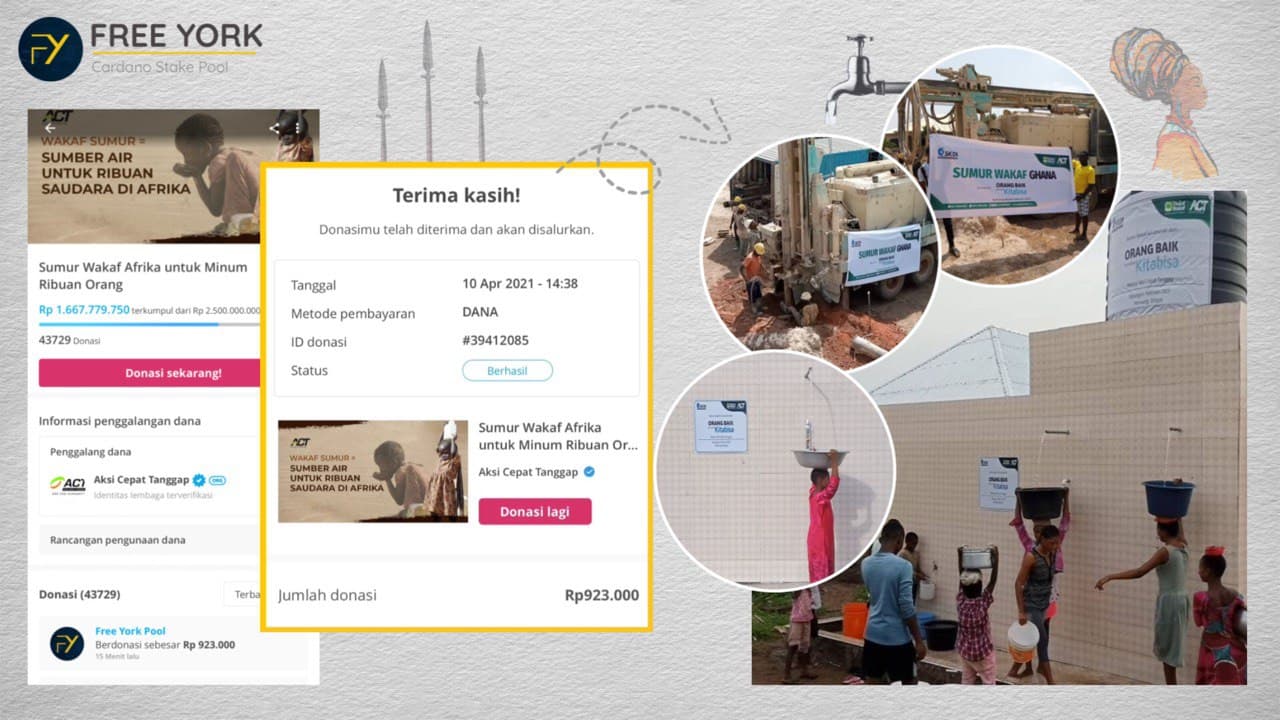 FY
FREE YORK
Cardano Stake Pool
ACT
WAKAF SUMUR =
SUMBER AIR
UNTUK RIBUAN
SAUDARA DI AFRIKA
Sumur Wakaf Afrika untuk Minum
Ribuan Orang
Rp 1.667.779.750 terkumpul dari Rp 2.500.000.000
43729 Donasi
Donasi sekarang!
Informasi penggalangan dana
Penggalang dana
ACT
Aksi Cepat Tanggap ORG
Identitas lembaga terverifikasi
Rancangan pengunaan dana
Donasi (43729)
Terba
FY
Free York Pool
Berdonasi sebesar Rp 923.000
15 Menit lalu
Terima kasih!
Donasimu telah diterima dan akan disalurkan.
Tanggal 10 Apr 2021 - 14:38
Metode pembayaran DANA
ID donasi #39412085
Status Berhasil
ACT
WAKAF SUMUR =
SUMBER AIR
UNTUK RIBUAN
SAUDARA DI AFRIKA
Sumur Wakaf Afrika
untuk Minum Ribuan Or...
Aksi Cepat Tanggap
Donasi lagi
Jumlah donasi Rp923.000
SUMUR WAKAF GHANA
ORANG BAIK
Kitabisa
ACT
SUMUR WAKAF GHANA
ACT
ORANG BAIK
Kitabisa
ORANG BAIK
Kitabisa
ORANG BAIK
Kitabisa